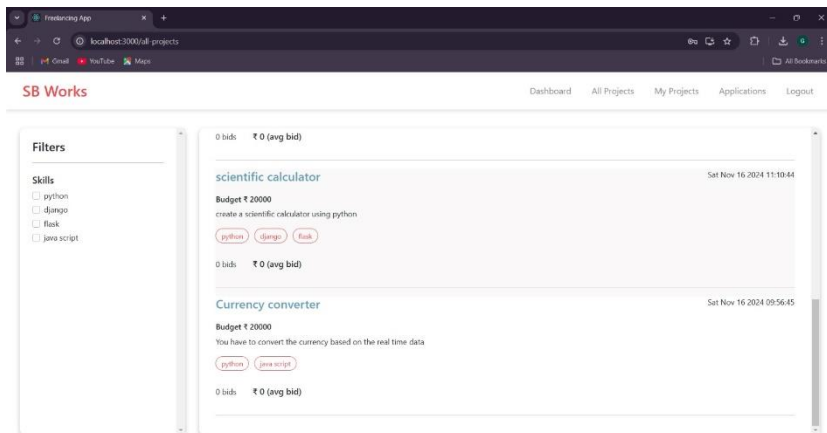 Freelancing App
localhost:3000/all-projects
Gmail YouTube Maps
All Bookmarks
SB Works
Dashboard All Projects My Projects Applications Logout
Filters
Skills
python
django
flask
java script
0 bids ₹ 0 (avg bid)
scientific calculator
Sat Nov 16 2024 11:10:44
Budget ₹ 20000
create a scientific calculator using python
python django flask
0 bids ₹ 0 (avg bid)
Currency converter
Sat Nov 16 2024 09:56:45
Budget ₹ 20000
You have to convert the currency based on the real time data
python java script
0 bids ₹ 0 (avg bid)